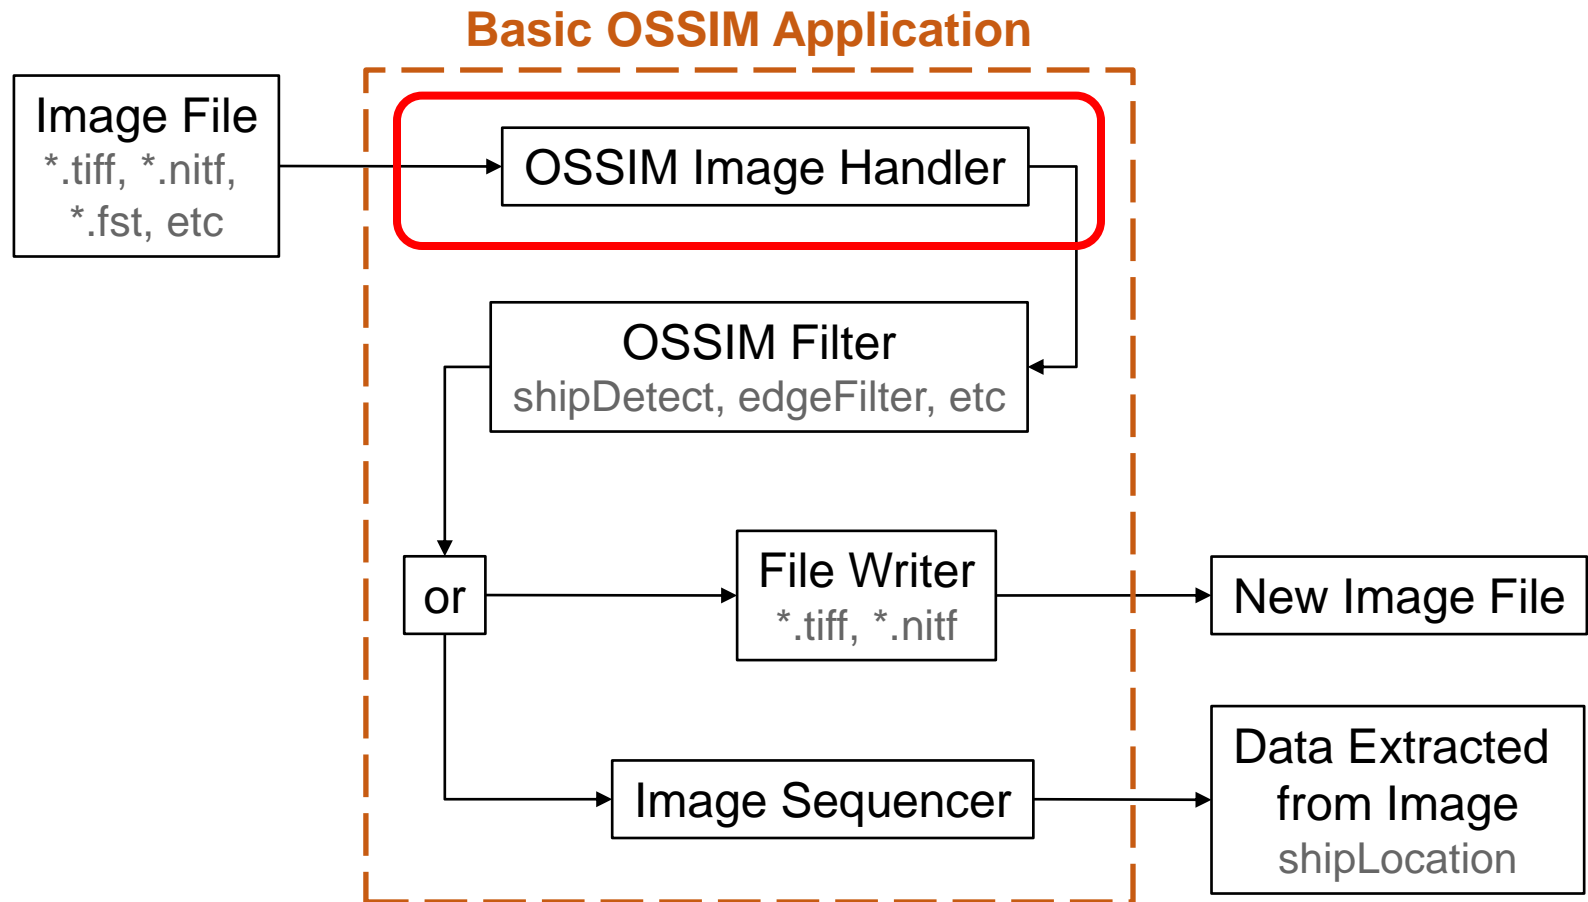 Basic OSSIM Application
Image File
*.tiff, *.nitf,
*.fst, etc
OSSIM Image Handler
OSSIM Filter
shipDetect, edgeFilter, etc
or
File Writer
*.tiff, *.nitf
New Image File
Image Sequencer
Data Extracted
from Image
shipLocation